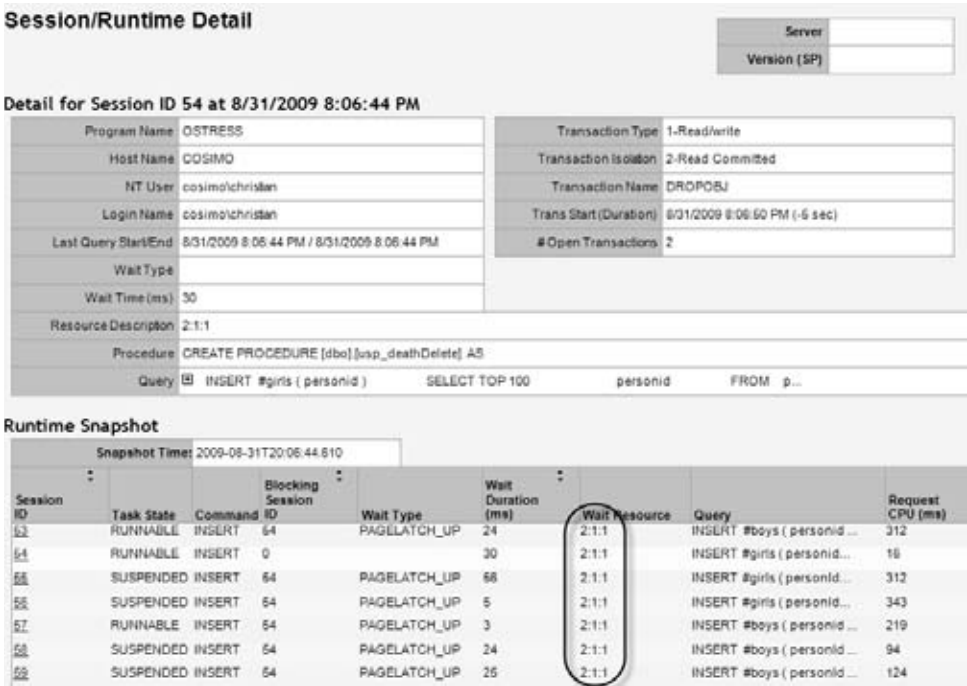 Session/Runtime Detail
Server
Version (SP)
Detail for Session ID 54 at 8/31/2009 8:06:44 PM
Program Name OSTRESS
Host Name COSIMO
NT User cosimo\christian
Login Name cosimo\christian
Last Query Start/End 8/31/2009 8:06:44 PM / 8/31/2009 8:06:44 PM
Wait Type
Wait Time (ms) 30
Resource Description 2:1:1
Procedure CREATE PROCEDURE [dbo].[usp_deathDelete] AS
Query INSERT #girls ( personid ) SELECT TOP 100 personid FROM p...
Transaction Type 1-Read/write
Transaction Isolation 2-Read Committed
Transaction Name DROPOBJ
Trans Start (Duration) 8/31/2009 8:06:50 PM (-5 sec)
# Open Transactions 2
Runtime Snapshot
Snapshot Time: 2009-08-31T20:06:44.610
Session ID Task State Command Blocking Session ID Wait Type Wait Duration (ms) Wait Resource Query Request CPU (ms)
53 RUNNABLE INSERT 54 PAGELATCH_UP 24 2:1:1 INSERT #boys ( personid ... 312
54 RUNNABLE INSERT 0 30 2:1:1 INSERT #girls ( personid... 16
SUSPENDED INSERT 54 PAGELATCH_UP 2:1:1 INSERT #girls ( personid... 312
56 SUSPENDED INSERT 54 PAGELATCH_UP 5 2:1:1 INSERT #girls ( personid... 343
57 RUNNABLE INSERT 54 PAGELATCH_UP 3 2:1:1 INSERT #boys ( personid ... 219
58 SUSPENDED INSERT 54 PAGELATCH_UP 24 2:1:1 INSERT #boys ( personid ... 94
59 SUSPENDED INSERT 54 PAGELATCH_UP 25 2:1:1 INSERT #boys ( personid ... 124